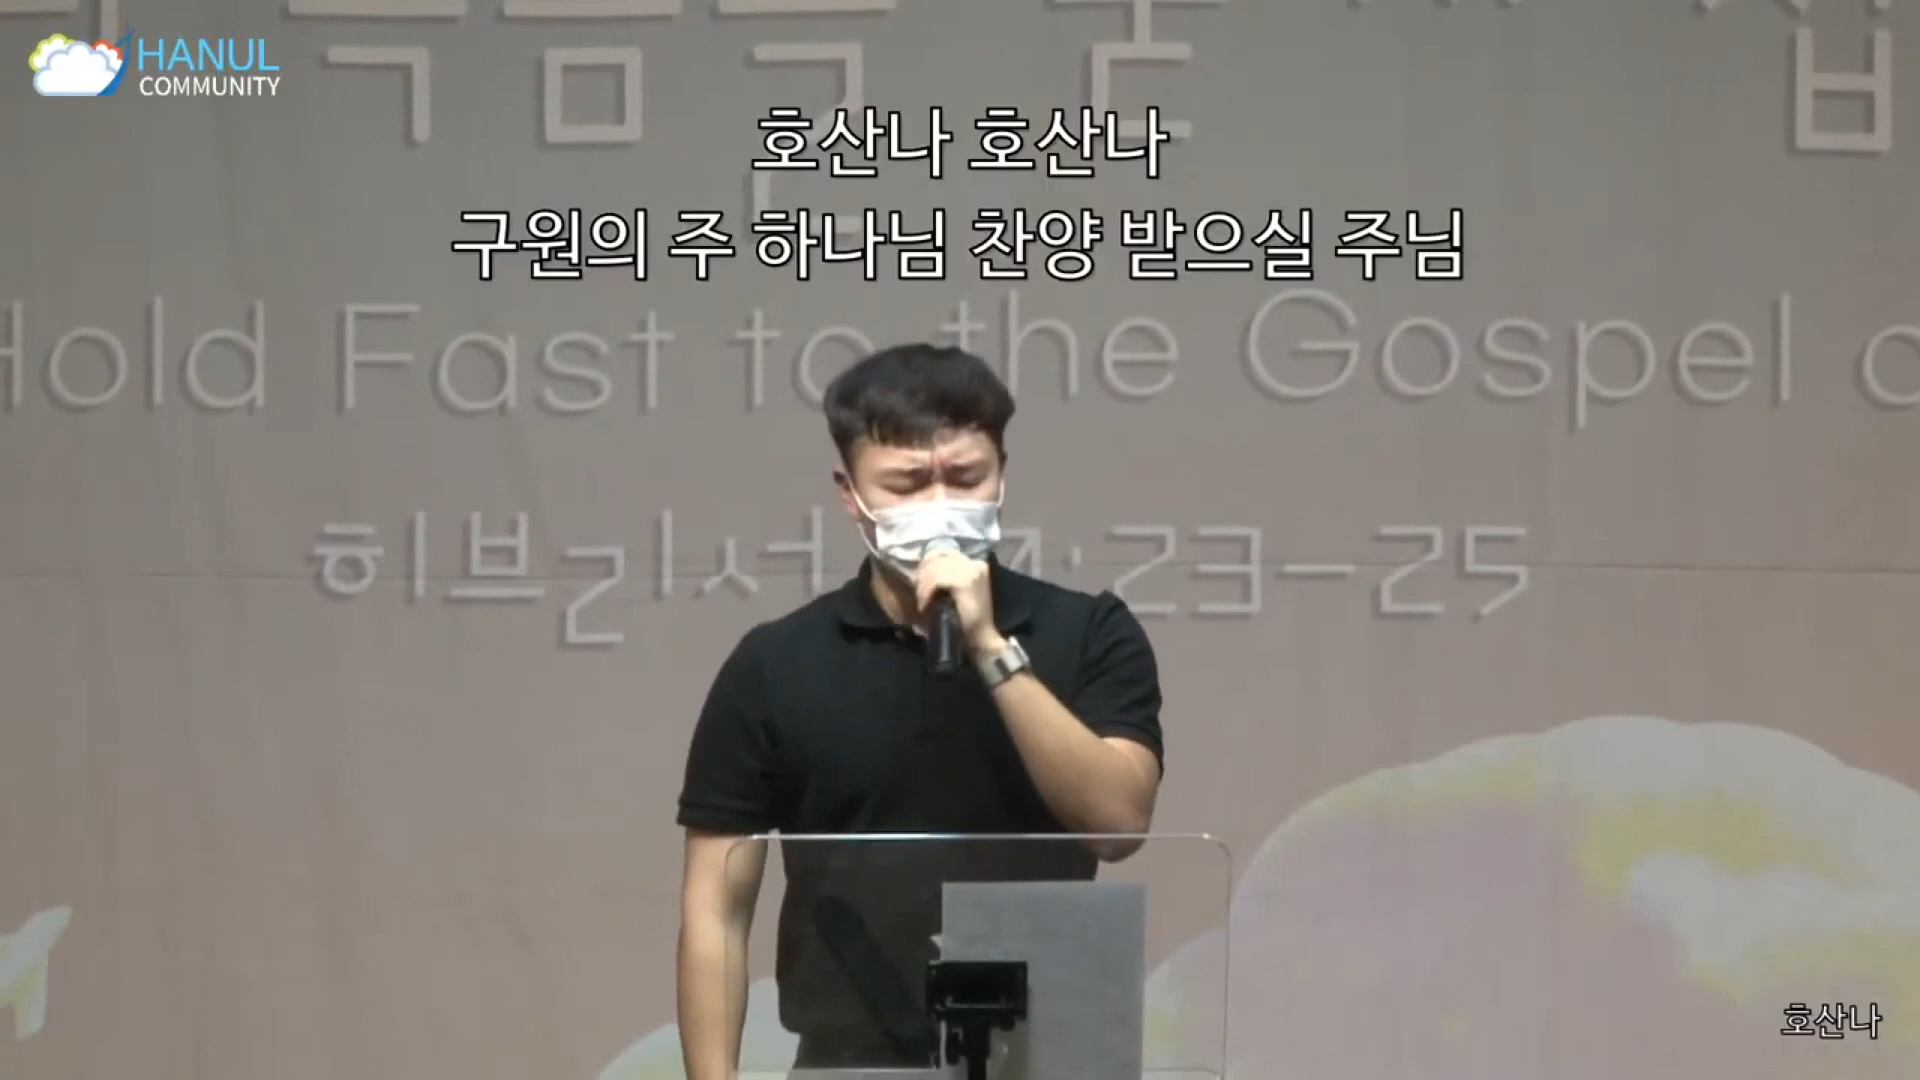 HANUL
COMMUNITY
호산나 호산나
구원의 주 하나님 찬양 받으실 주님
Hold Fast to the Gospel
히브리서 :23-25
호산나